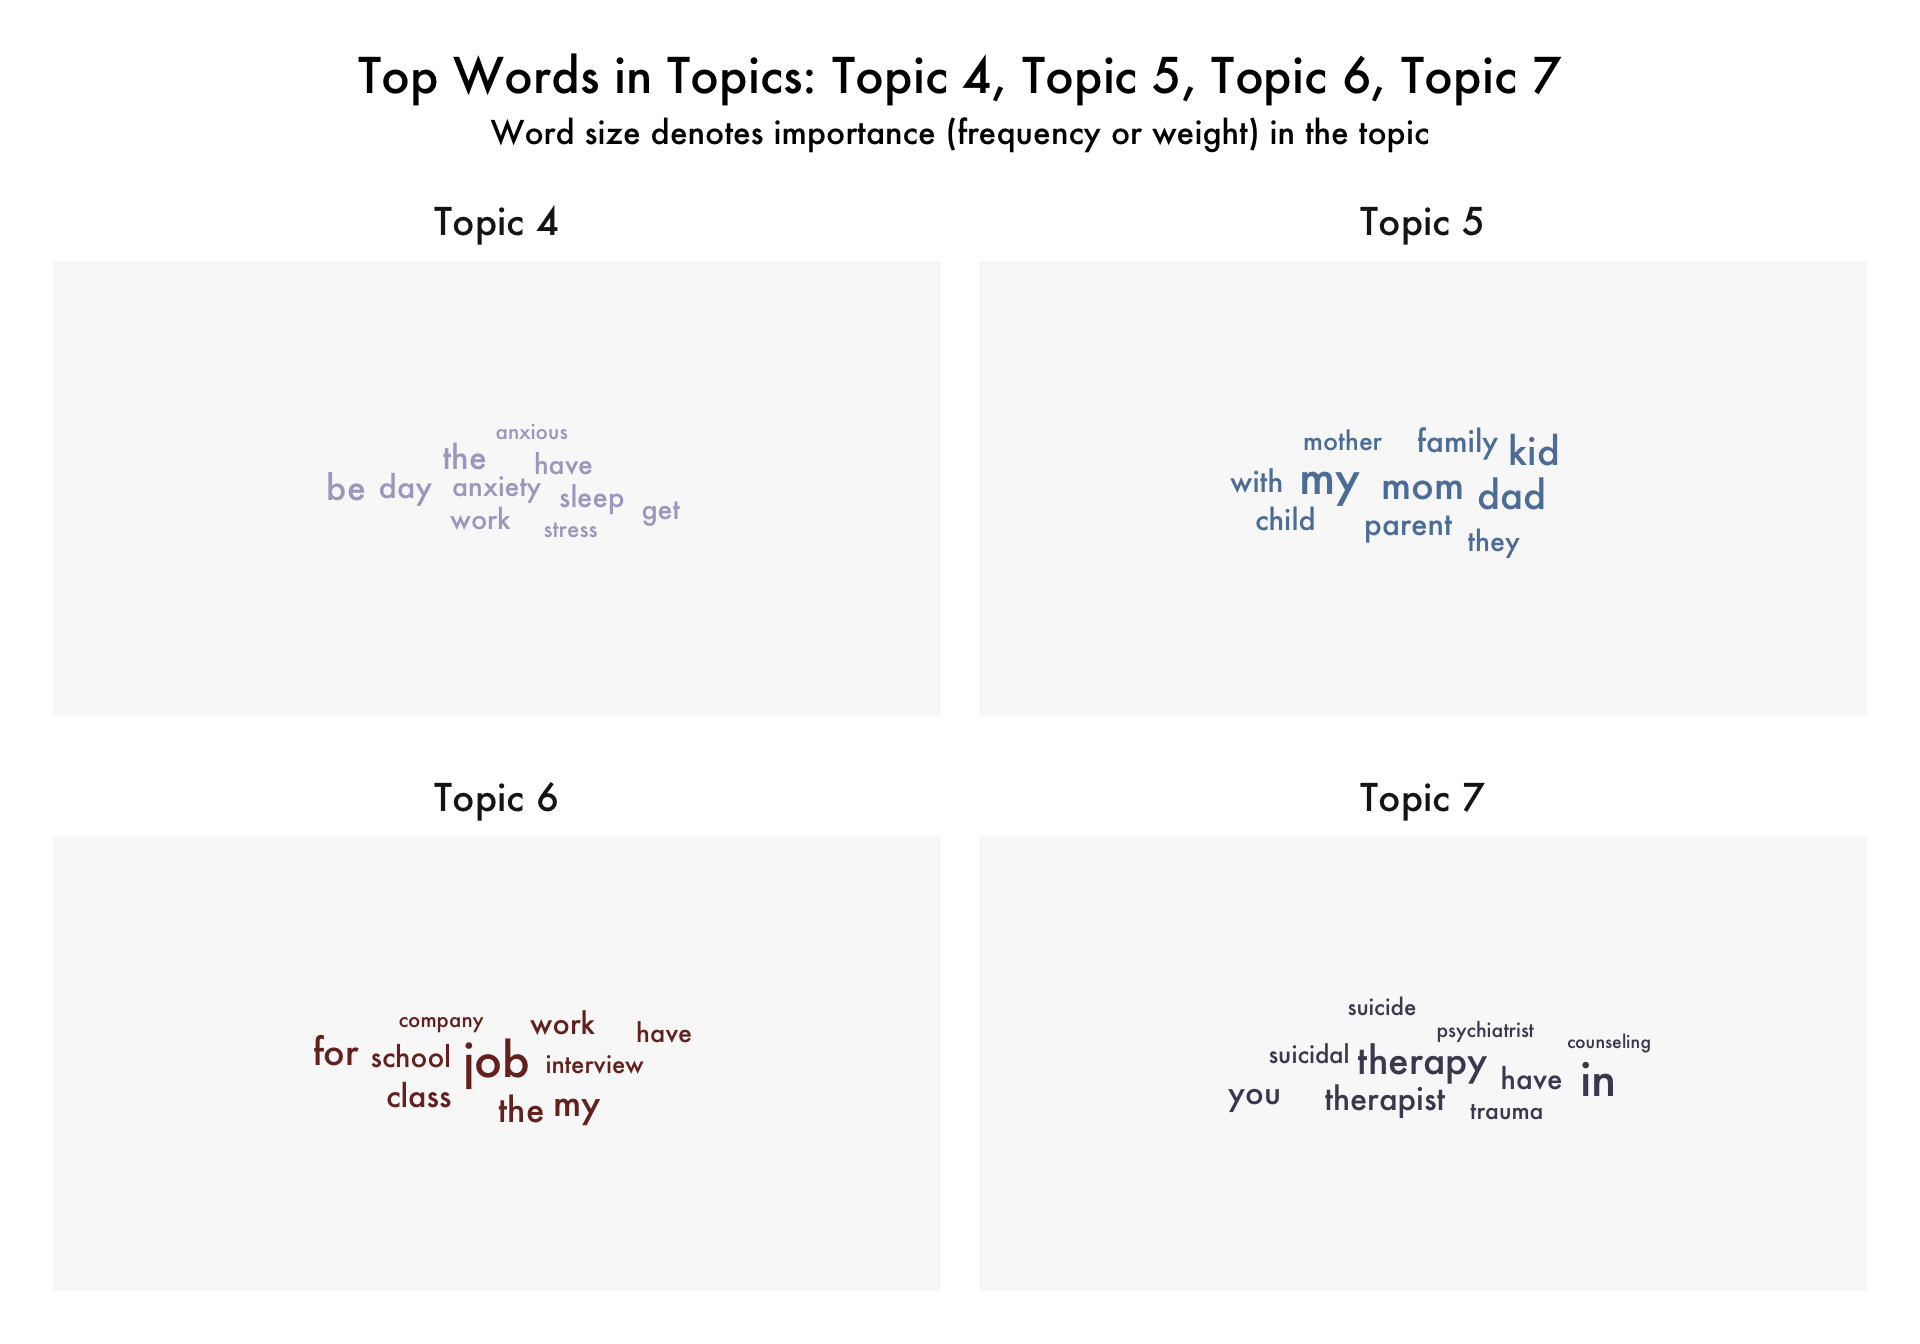 Top Words in Topics: Topic 4, Topic 5, Topic 6, Topic 7
Word size denotes importance (frequency or weight) in the topic
Topic 4
anxious
the
have
be day anxiety sleep get
work stress
Topic 5
mother family kid
with my mom dad
child parent they
Topic 6
company work have
for school job interview
class the my
Topic 7
suicide
psychiatrist counseling
suicidal therapy have in
you therapist trauma